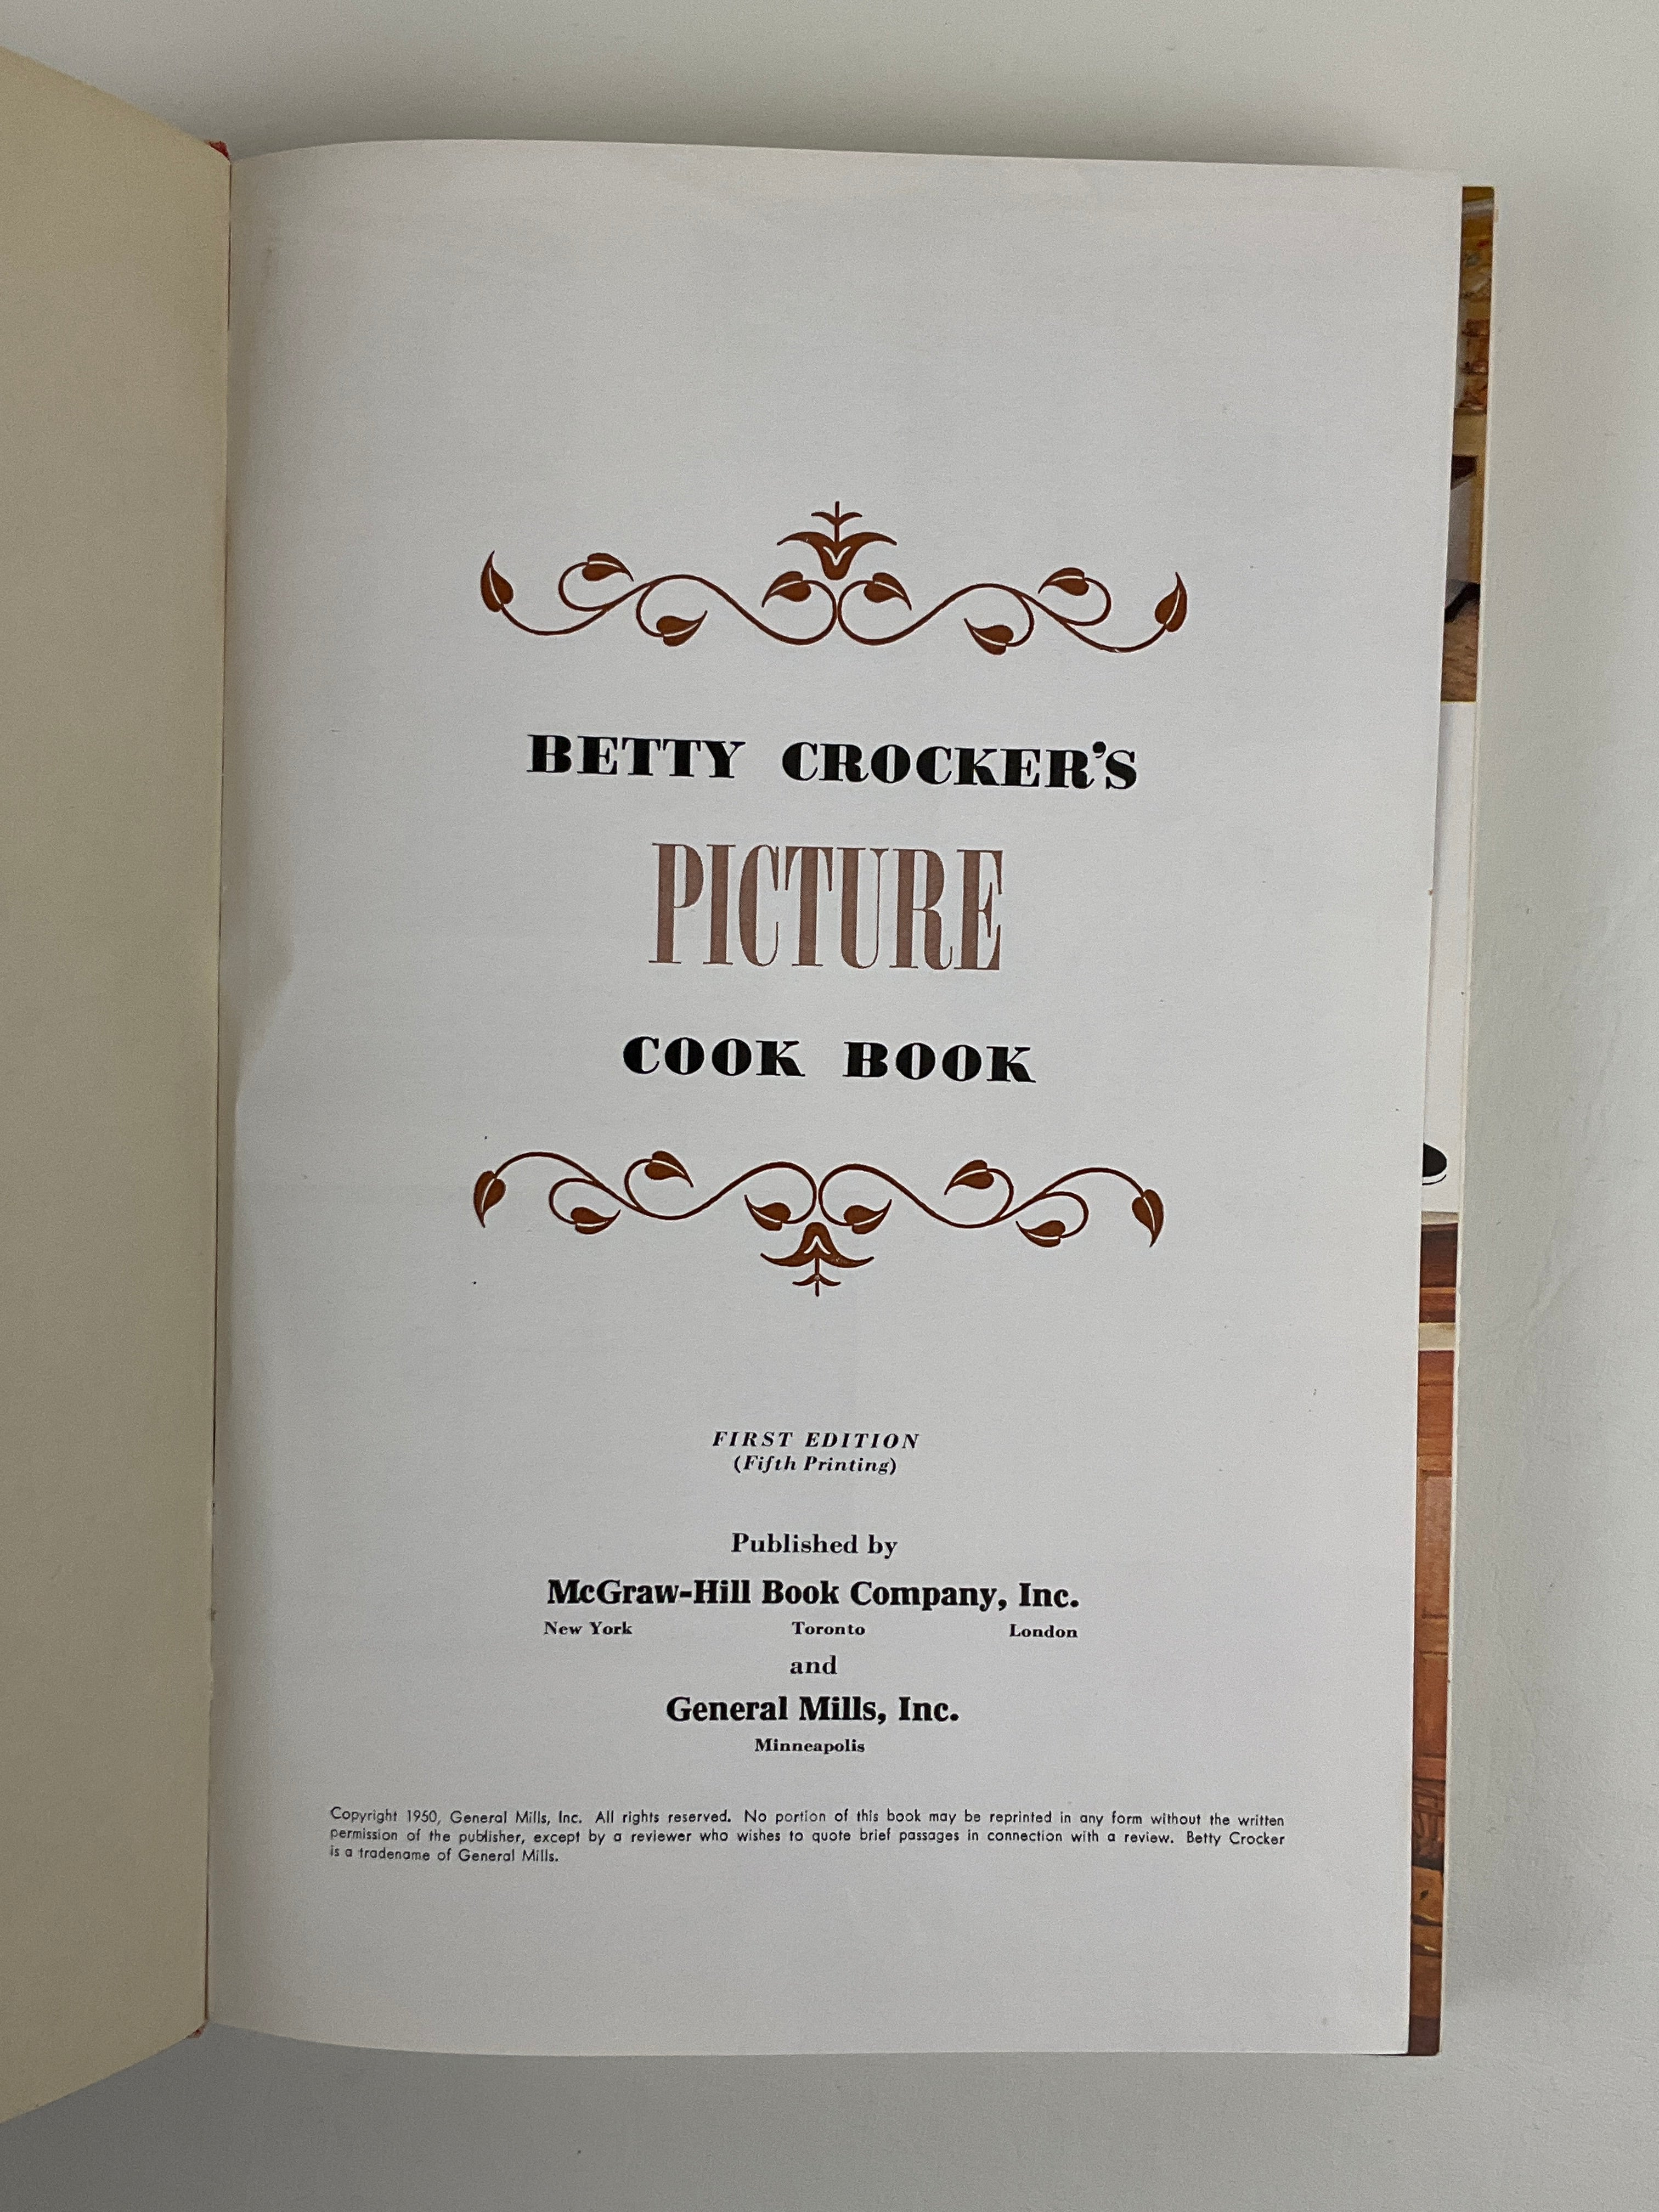 BETTY CROCKER'S
PICTURE
COOK BOOK
FIRST EDITION
(Fifth Printing)
Published by
McGraw-Hill Book Company, Inc.
New York Toronto London
and
General Mills, Inc.
Minneapolis
Copyright 1950, General Mills, Inc. All rights reserved. No portion of this book may be reprinted in any form without the written
permission of the publisher, except by a reviewer who wishes to quote brief passages in connection with a review. Betty Crocker
is a tradename of General Mills.